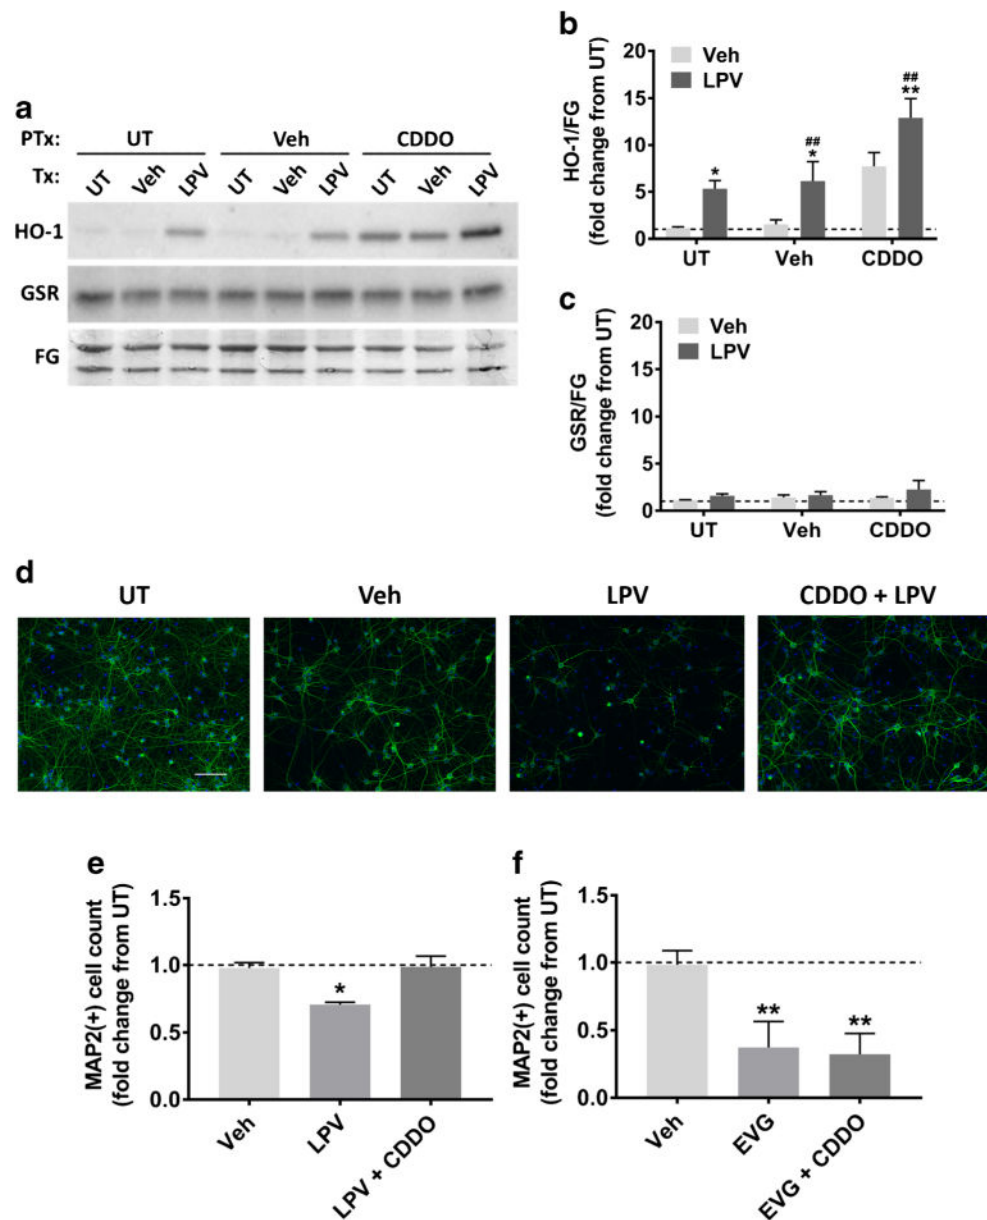 a
PTx: UT Veh CDDO
Tx: UT Veh LPV UT Veh LPV UT Veh LPV
HO-1
GSR
FG
b
HO-1/FG
(fold change from UT)
20
15
10
5
0
Veh
LPV
*
##
*
##
**
UT Veh CDDO
c
GSR/FG
(fold change from UT)
20
15
10
5
0
Veh
LPV
UT Veh CDDO
d
UT Veh LPV CDDO + LPV
e
MAP2(+) cell count
(fold change from UT)
1.5
1.0
0.5
0.0
*
Veh
LPV
LPV + CDDO
f
MAP2(+) cell count
(fold change from UT)
1.5
1.0
0.5
0.0
**
**
Veh
EVG
EVG + CDDO